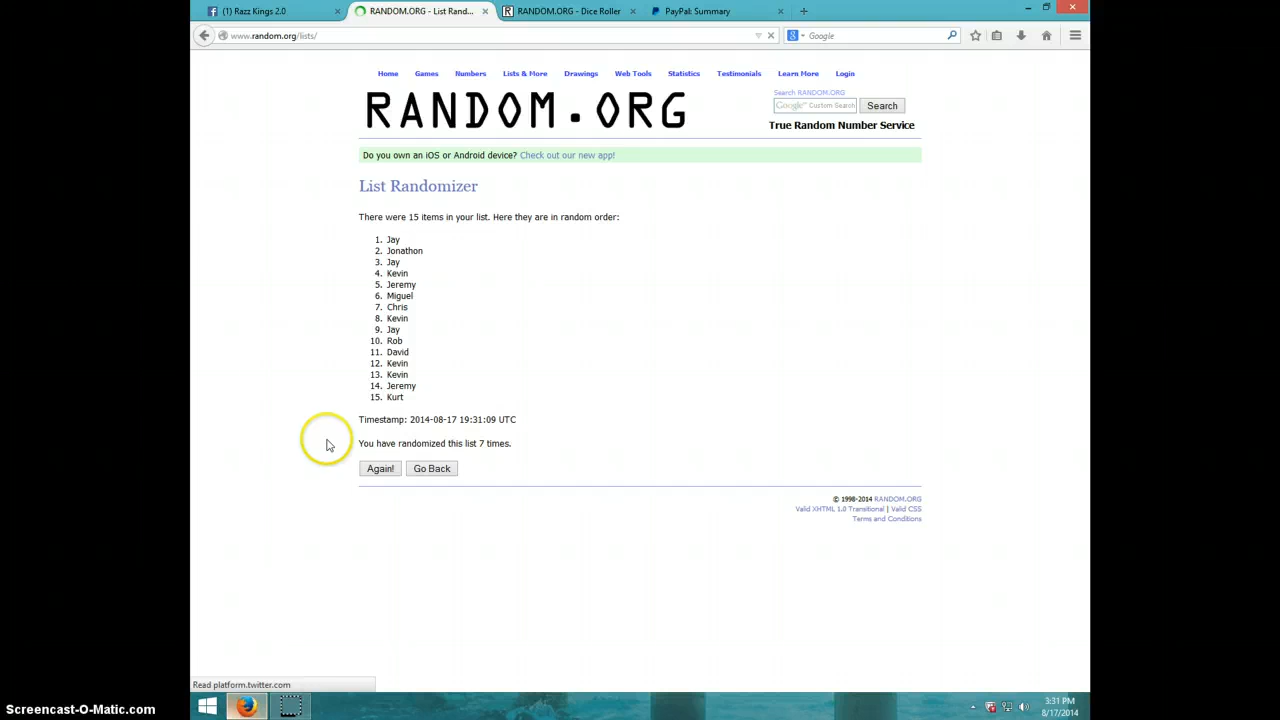 (1) Razz Kings 2.0
RANDOM.ORG - List Rand...
RANDOM.ORG - Dice Roller
PayPal: Summary
www.random.org/lists/
Google
Home Games Numbers Lists & More Drawings Web Tools Statistics Testimonials Learn More Login
RANDOM.ORG
Search RANDOM.ORG
Google™ Custom Search
Search
True Random Number Service
Do you own an iOS or Android device? Check out our new app!
List Randomizer
There were 15 items in your list. Here they are in random order:
1. Jay
2. Jonathon
3. Jay
4. Kevin
5. Jeremy
6. Miguel
7. Chris
8. Kevin
9. Jay
10. Rob
11. David
12. Kevin
13. Kevin
14. Jeremy
15. Kurt
Timestamp: 2014-08-17 19:31:09 UTC
You have randomized this list 7 times.
Again! Go Back
© 1998-2014 RANDOM.ORG
Valid XHTML 1.0 Transitional | Valid CSS
Terms and Conditions
Read platform.twitter.com
3:31 PM
8/17/2014
Screencast-O-Matic.com